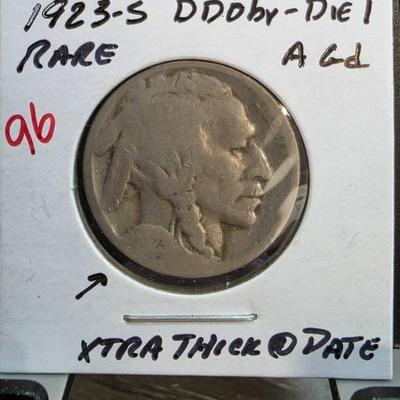 1923-S DDObv-DIE 1
RARE A Gd
96
XTRA THICK @ DATE